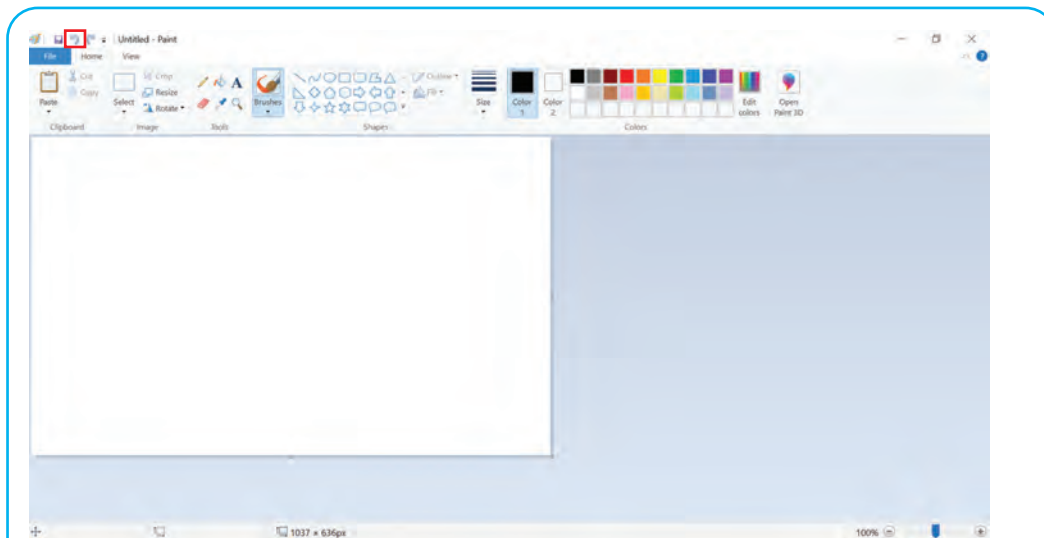 Untitled - Paint
File Home View
Cut
Copy
Paste
Crop
Resize
Rotate
Select
A
Brushes
Outline
Fill
Size
Color 1
Color 2
Edit colors
Open Paint 3D
Clipboard Image Tools Shapes Colors
1037 × 636px
100%